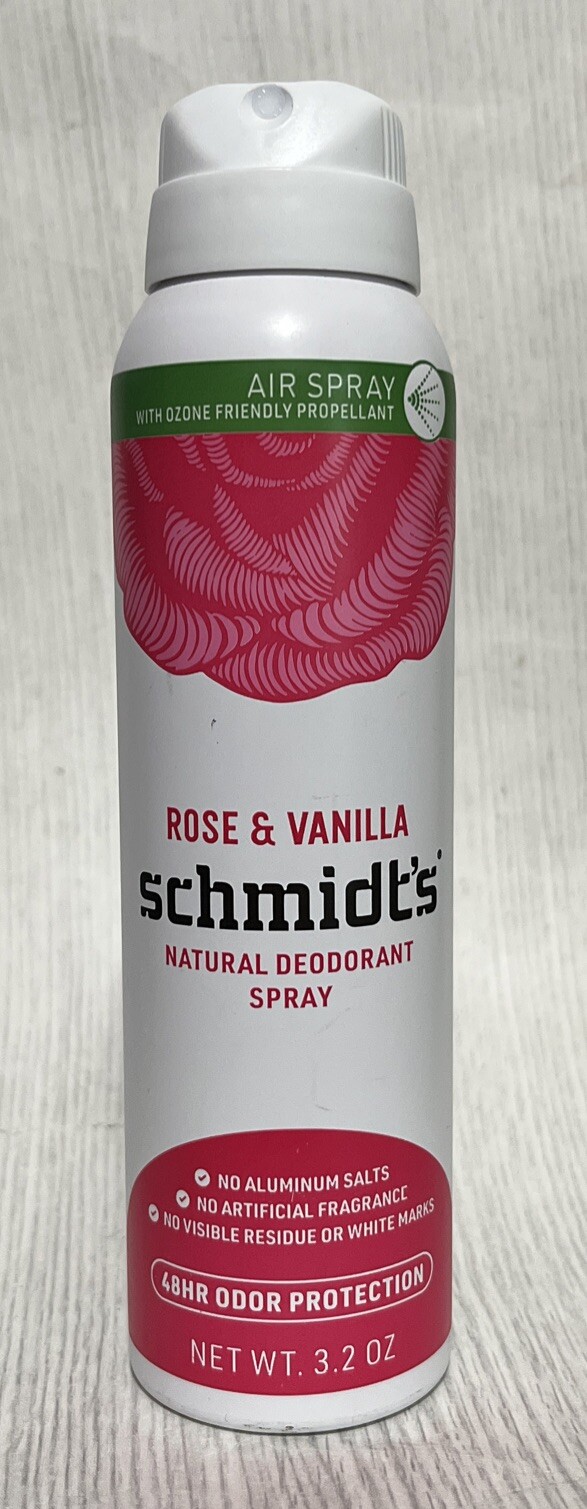 AIR SPRAY
WITH OZONE FRIENDLY PROPELLANT
ROSE & VANILLA
schmidt's
NATURAL DEODORANT
SPRAY
NO ALUMINUM SALTS
NO ARTIFICIAL FRAGRANCE
NO VISIBLE RESIDUE OR WHITE MARKS
48HR ODOR PROTECTION
NET WT. 3.2 OZ